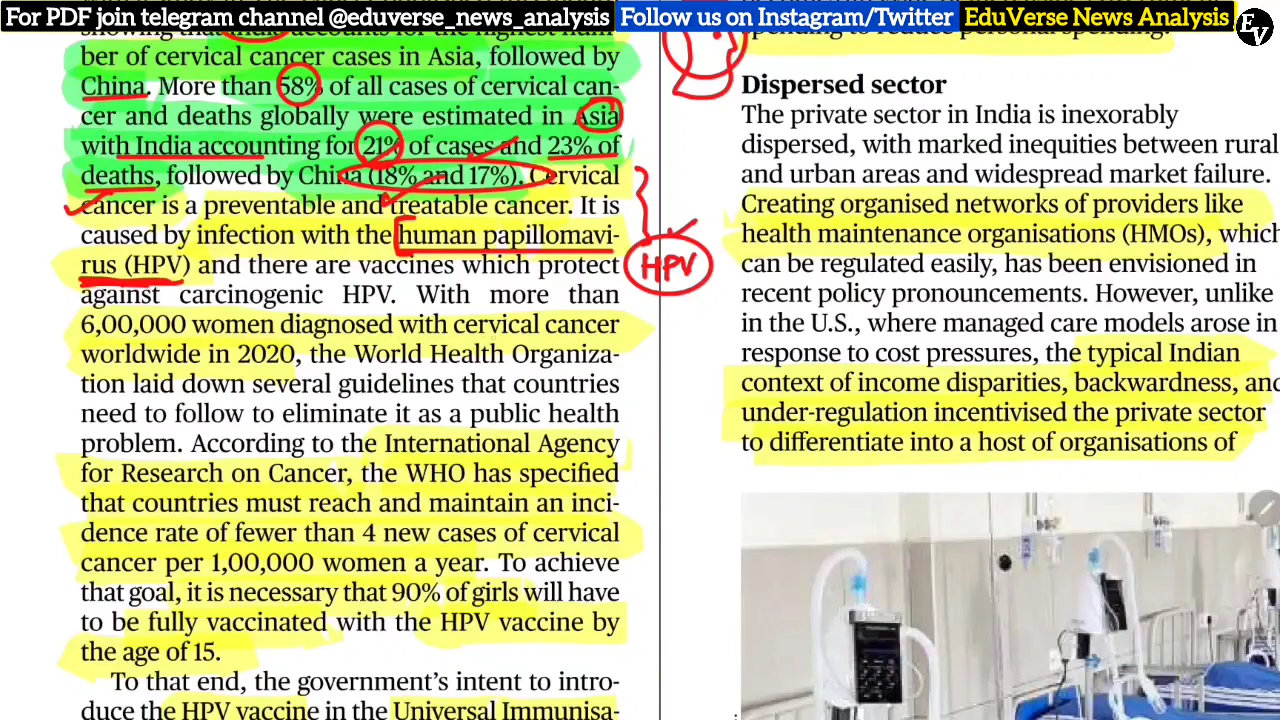 For PDF join telegram channel @eduverse_news_analysis
Follow us on Instagram/Twitter
EduVerse News Analysis
EV
showing that India accounts for the highest num-
ber of cervical cancer cases in Asia, followed by
China. More than 58% of all cases of cervical can-
cer and deaths globally were estimated in Asia
with India accounting for 21% of cases and 23% of
deaths, followed by China (18% and 17%). Cervical
cancer is a preventable and treatable cancer. It is
caused by infection with the human papillomavi-
rus (HPV) and there are vaccines which protect
against carcinogenic HPV. With more than
6,00,000 women diagnosed with cervical cancer
worldwide in 2020, the World Health Organiza-
tion laid down several guidelines that countries
need to follow to eliminate it as a public health
problem. According to the International Agency
for Research on Cancer, the WHO has specified
that countries must reach and maintain an inci-
dence rate of fewer than 4 new cases of cervical
cancer per 1,00,000 women a year. To achieve
that goal, it is necessary that 90% of girls will have
to be fully vaccinated with the HPV vaccine by
the age of 15.
To that end, the government's intent to intro-
duce the HPV vaccine in the Universal Immunisa-
HPV
spending to reduce personal spending.
Dispersed sector
The private sector in India is inexorably
dispersed, with marked inequities between rural
and urban areas and widespread market failure.
Creating organised networks of providers like
health maintenance organisations (HMOs), which
can be regulated easily, has been envisioned in
recent policy pronouncements. However, unlike
in the U.S., where managed care models arose in
response to cost pressures, the typical Indian
context of income disparities, backwardness, and
under-regulation incentivised the private sector
to differentiate into a host of organisations of